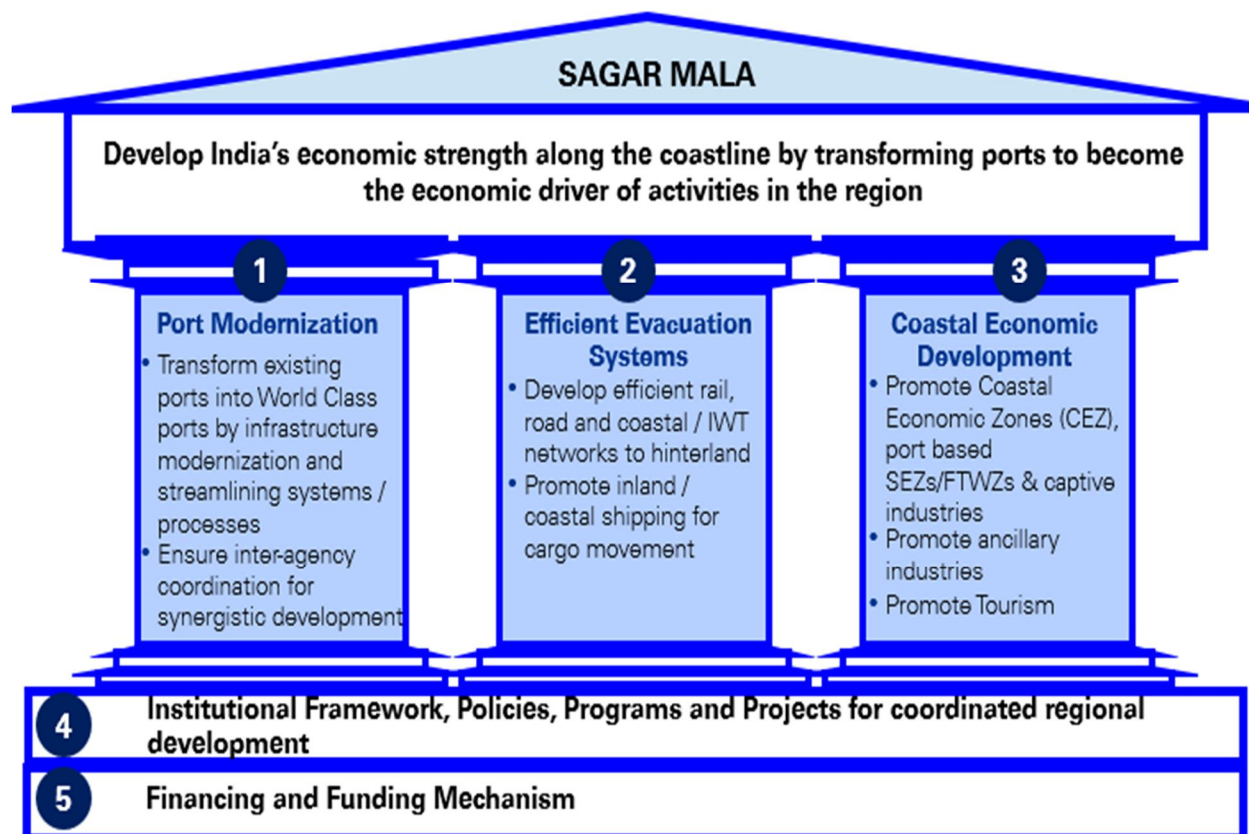 SAGAR MALA
Develop India's economic strength along the coastline by transforming ports to become
the economic driver of activities in the region
1
Port Modernization
• Transform existing
ports into World Class
ports by infrastructure
modernization and
streamlining systems /
processes
• Ensure inter-agency
coordination for
synergistic development
2
Efficient Evacuation
Systems
• Develop efficient rail,
road and coastal / IWT
networks to hinterland
• Promote inland /
coastal shipping for
cargo movement
3
Coastal Economic
Development
• Promote Coastal
Economic Zones (CEZ),
port based
SEZs/FTWZs & captive
industries
• Promote ancillary
industries
• Promote Tourism
4
Institutional Framework, Policies, Programs and Projects for coordinated regional
development
5
Financing and Funding Mechanism